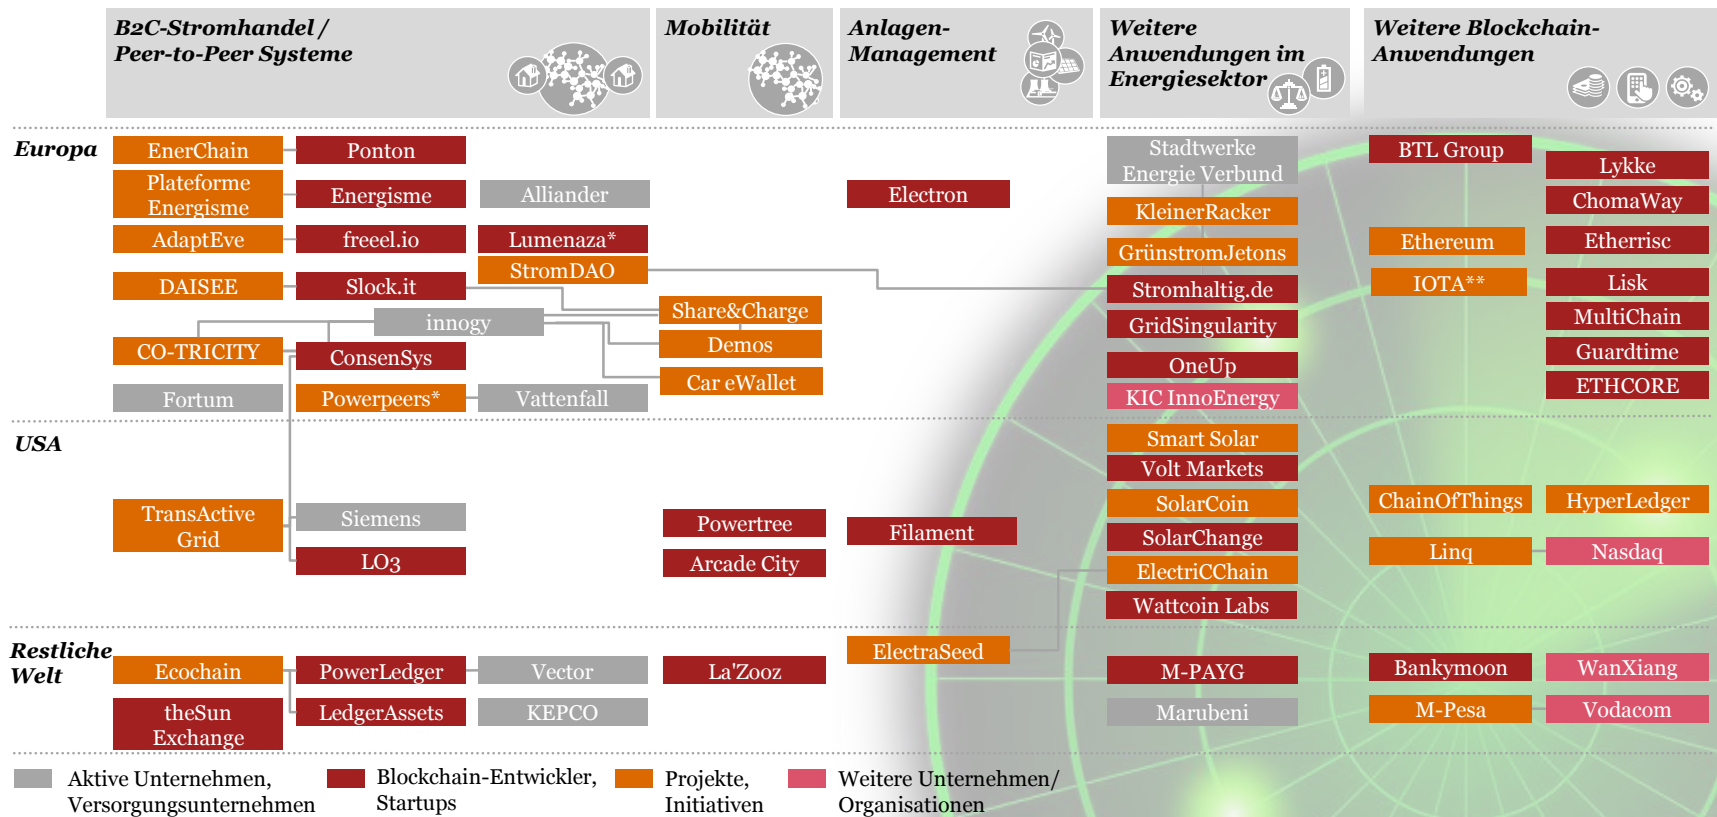 B2C-Stromhandel /
Peer-to-Peer Systeme
Mobilität
Anlagen-
Management
Weitere
Anwendungen im
Energiesektor
Weitere Blockchain-
Anwendungen
Europa
EnerChain
Ponton
Plateforme
Energisme
Energisme
Alliander
AdaptEve
freeel.io
Lumenaza*
StromDAO
DAISEE
Slock.it
innogy
CO-TRICITY
ConsenSys
Fortum
Powerpeers*
Vattenfall
Share&Charge
Demos
Car eWallet
Electron
Stadtwerke
Energie Verbund
KleinerRacker
GrünstromJetons
Stromhaltig.de
GridSingularity
OneUp
KIC InnoEnergy
BTL Group
Ethereum
IOTA**
Lykke
ChomaWay
Etherrisc
Lisk
MultiChain
Guardtime
ETHCORE
USA
TransActive
Grid
Siemens
LO3
Powertree
Arcade City
Filament
Smart Solar
Volt Markets
SolarCoin
SolarChange
ElectriCChain
Wattcoin Labs
ChainOfThings
HyperLedger
Linq
Nasdaq
Restliche
Welt
Ecochain
PowerLedger
Vector
theSun
Exchange
LedgerAssets
KEPCO
La'Zooz
ElectraSeed
M-PAYG
Marubeni
Bankymoon
WanXiang
M-Pesa
Vodacom
Aktive Unternehmen,
Versorgungsunternehmen
Blockchain-Entwickler,
Startups
Projekte,
Initiativen
Weitere Unternehmen/
Organisationen